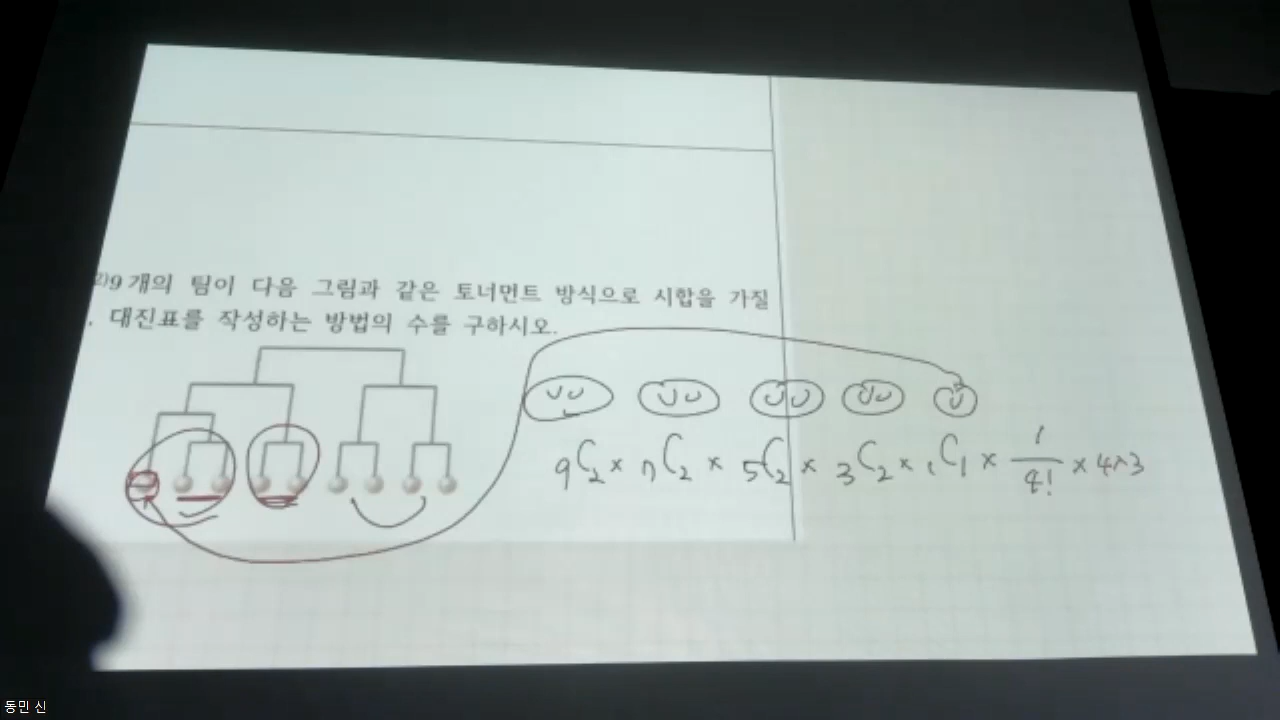 2) 9개의 팀이 다음 그림과 같은 토너먼트 방식으로 시합을 가질
. 대진표를 작성하는 방법의 수를 구하시오.
9C2 × 7C2 × 5C2 × 3C2 × 1C1 × 1/4! × 4×3
동민 신